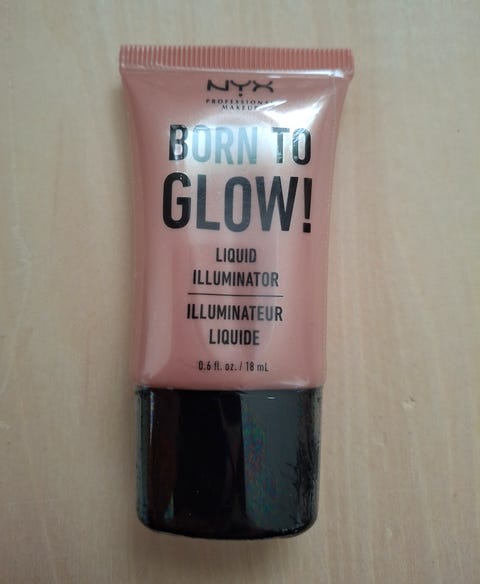 NYX
PROFESSIONAL
MAKEUP
BORN TO
GLOW!
LIQUID
ILLUMINATOR
ILLUMINATEUR
LIQUIDE
0.6 fl. oz. / 18 mL